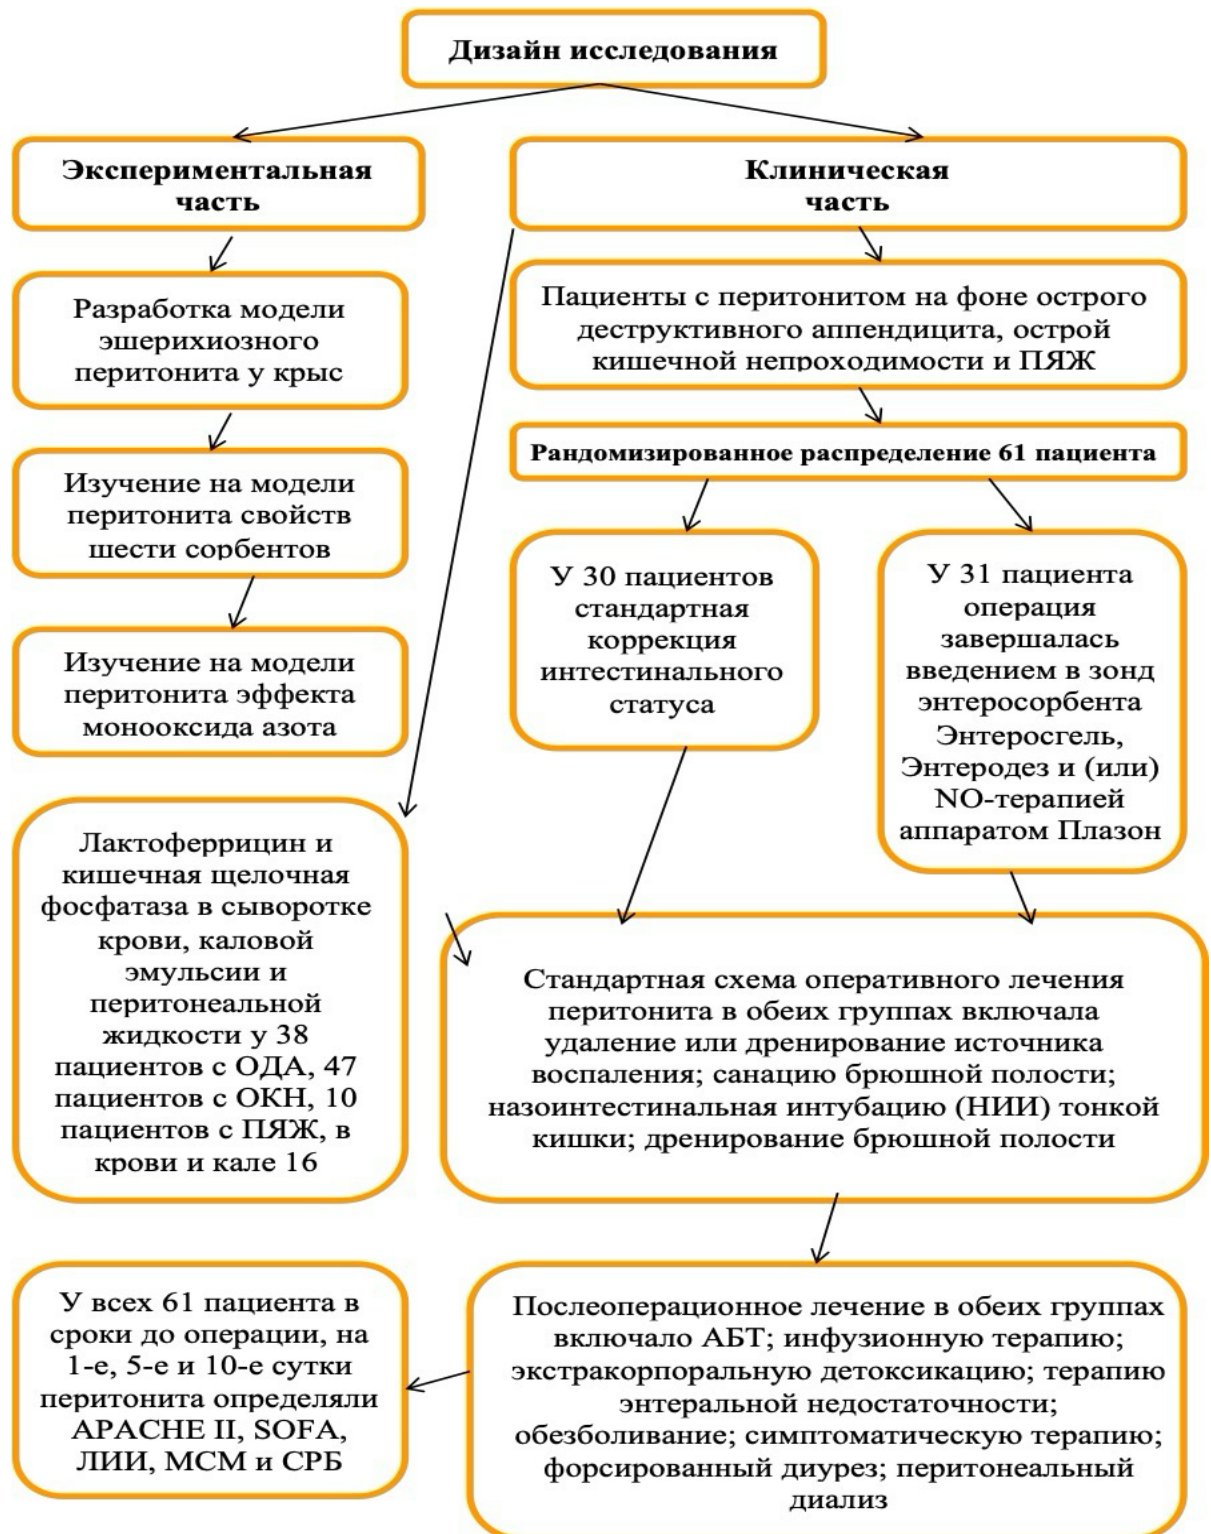 Дизайн исследования
Экспериментальная
часть
Разработка модели
эшерихиозного
перитонита у крыс
Изучение на модели
перитонита свойств
шести сорбентов
Изучение на модели
перитонита эффекта
монооксида азота
Клиническая
часть
Пациенты с перитонитом на фоне острого
деструктивного аппендицита, острой
кишечной непроходимости и ПЯЖ
Рандомизированное распределение 61 пациента
У 30 пациентов
стандартная
коррекция
интестинального
статуса
У 31 пациента
операция
завершалась
введением в зонд
энтеросорбента
Энтеросгель,
Энтеродез и (или)
NO-терапией
аппаратом Плазон
Лактоферрицин и
кишечная щелочная
фосфатаза в сыворотке
крови, каловой
эмульсии и
перитонеальной
жидкости у 38
пациентов с ОДА, 47
пациентов с ОКН, 10
пациентов с ПЯЖ, в
крови и кале 16
Стандартная схема оперативного лечения
перитонита в обеих группах включала
удаление или дренирование источника
воспаления; санацию брюшной полости;
назоинтестинальная интубацию (НИИ) тонкой
кишки; дренирование брюшной полости
Послеоперационное лечение в обеих группах
включало АБТ; инфузионную терапию;
экстракорпоральную детоксикацию; терапию
энтеральной недостаточности;
обезболивание; симптоматическую терапию;
форсированный диурез; перитонеальный
диализ
У всех 61 пациента в
сроки до операции, на
1-е, 5-е и 10-е сутки
перитонита определяли
APACHE II, SOFA,
ЛИИ, МСМ и СРБ